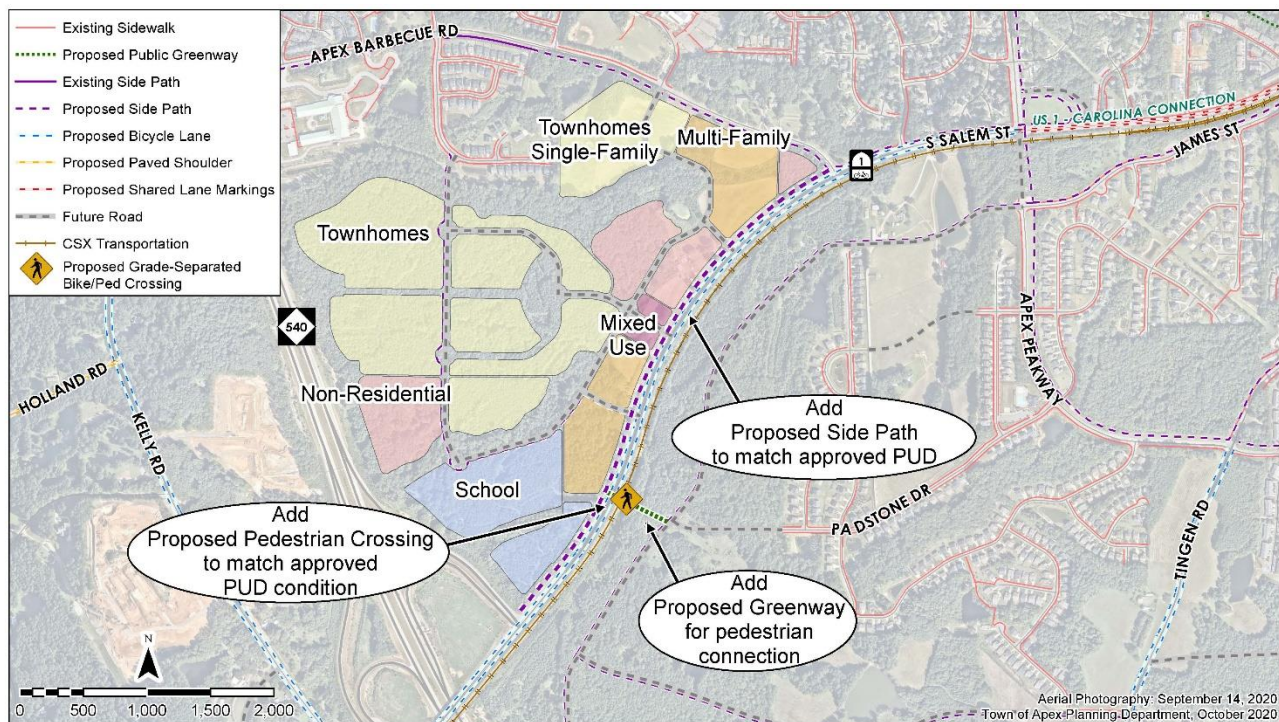 Existing Sidewalk
Proposed Public Greenway
Existing Side Path
Proposed Side Path
Proposed Bicycle Lane
Proposed Paved Shoulder
Proposed Shared Lane Markings
Future Road
CSX Transportation
Proposed Grade-Separated
Bike/Ped Crossing
APEX BARBECUE RD
Townhomes
Single-Family
Multi-Family
US 1 - CAROLINA CONNECTION
S SALEM ST
JAMES ST
1
Townhomes
540
Mixed
Use
APEX PEAKWAY
HOLLAND RD
KELLY RD
Non-Residential
Add
Proposed Side Path
to match approved PUD
School
PADSTONE DR
TINGEN RD
Add
Proposed Pedestrian Crossing
to match approved
PUD condition
Add
Proposed Greenway
for pedestrian
connection
N
0 500 1,000 1,500 2,000
Aerial Photography: September 14, 2020
Town of Apex Planning Department, October 2020